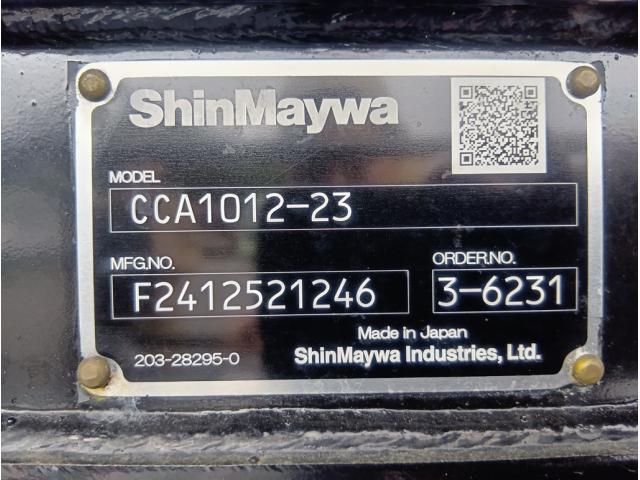 ShinMaywa
MODEL
CCA1012-23
MFG.NO.
F2412521246
ORDER.NO.
3-6231
Made in Japan
203-28295-0
ShinMaywa Industries, Ltd.